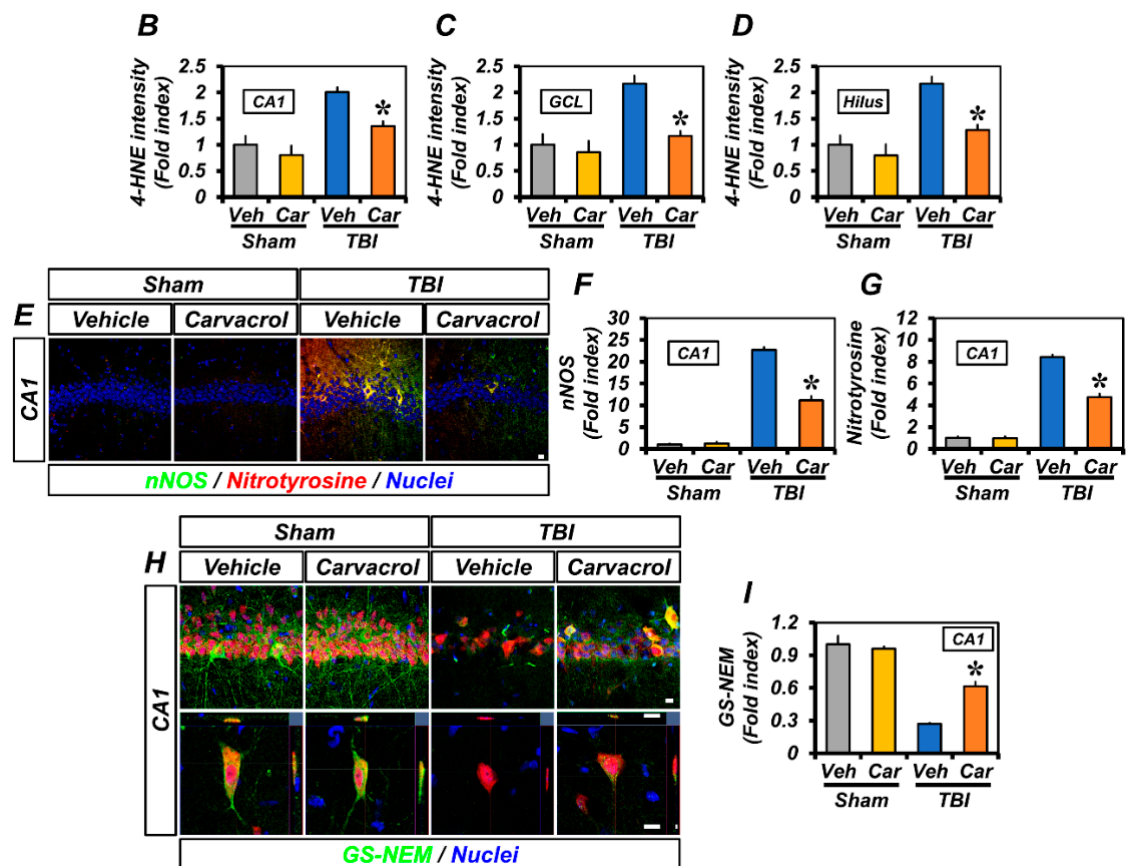 B
4-HNE intensity
(Fold index)
2.5
2
1.5
1
0.5
0
CA1
*
Veh Car Veh Car
Sham TBI
C
4-HNE intensity
(Fold index)
2.5
2
1.5
1
0.5
0
GCL
*
Veh Car Veh Car
Sham TBI
D
4-HNE intensity
(Fold index)
2.5
2
1.5
1
0.5
0
Hilus
*
Veh Car Veh Car
Sham TBI
E
Sham TBI
Vehicle Carvacrol Vehicle Carvacrol
CA1
nNOS / Nitrotyrosine / Nuclei
F
nNOS
(Fold index)
30
25
20
15
10
5
0
CA1
*
Veh Car Veh Car
Sham TBI
G
Nitrotyrosine
(Fold index)
12
10
8
6
4
2
0
CA1
*
Veh Car Veh Car
Sham TBI
H
Sham TBI
Vehicle Carvacrol Vehicle Carvacrol
CA1
GS-NEM / Nuclei
I
GS-NEM
(Fold index)
1.2
0.9
0.6
0.3
0
CA1
*
Veh Car Veh Car
Sham TBI